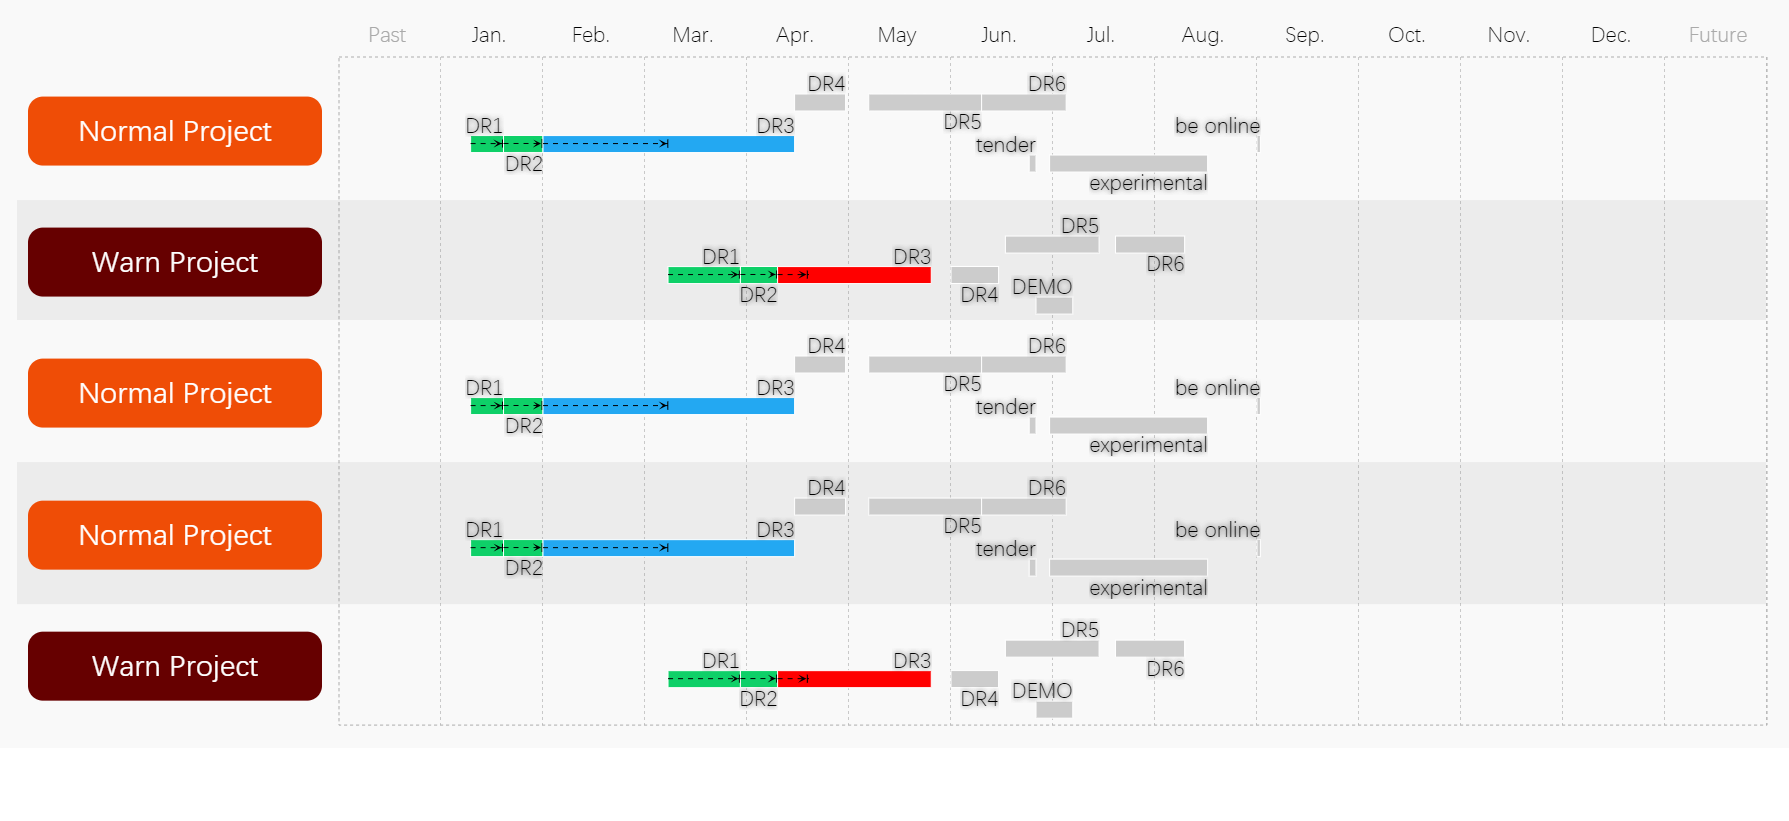 Past Jan. Feb. Mar. Apr. May Jun. Jul. Aug. Sep. Oct. Nov. Dec. Future
DR4 DR6
Normal Project
DR1 DR3 DR5 be online
DR2 tender
experimental
DR5
Warn Project
DR1 DR3 DR6
DR2 DR4 DEMO
DR4 DR6
Normal Project
DR1 DR3 DR5 be online
DR2 tender
experimental
DR4 DR6
Normal Project
DR1 DR3 DR5 be online
DR2 tender
experimental
DR5
Warn Project
DR1 DR3 DR6
DR2 DR4 DEMO